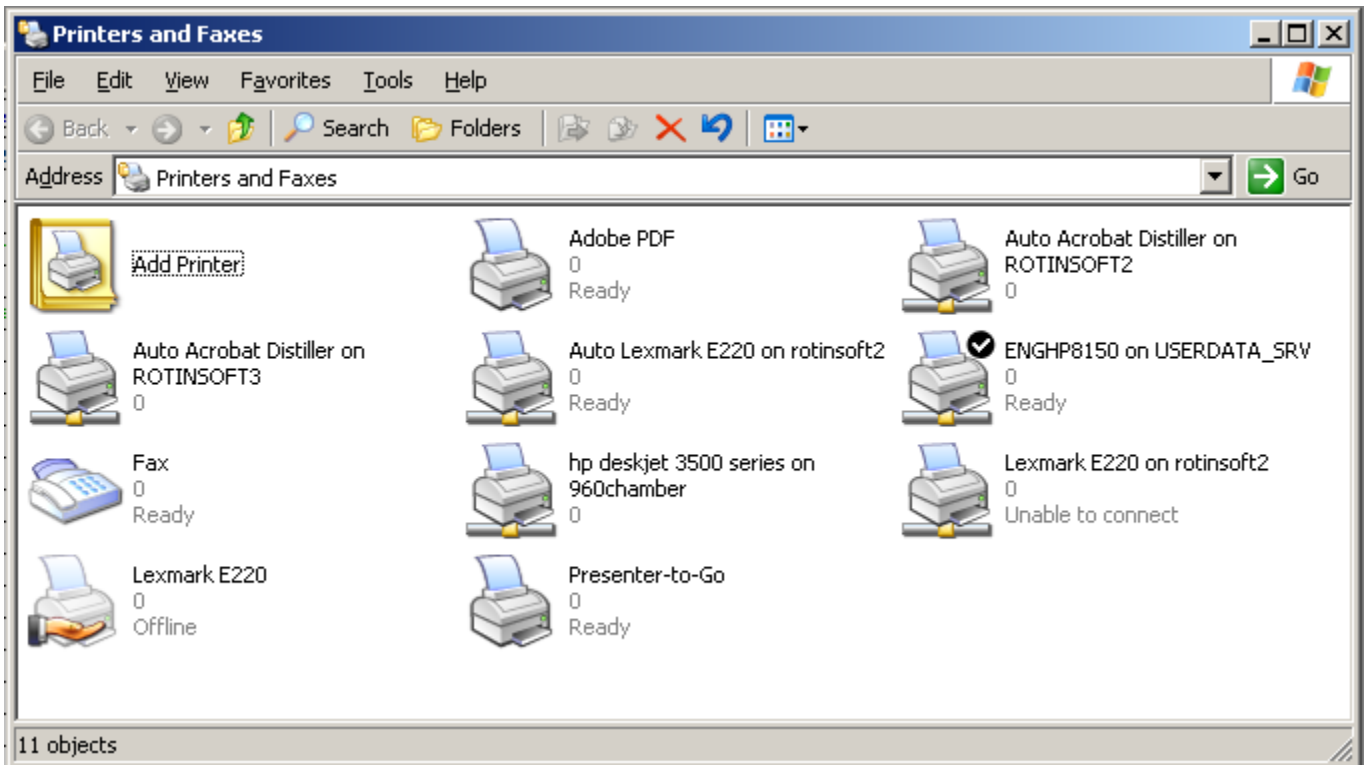 Printers and Faxes
File Edit View Favorites Tools Help
Back Search Folders
Address Printers and Faxes Go
Add Printer
Adobe PDF
0
Ready
Auto Acrobat Distiller on
ROTINSOFT2
0
Auto Acrobat Distiller on
ROTINSOFT3
0
Auto Lexmark E220 on rotinsoft2
0
Ready
ENGHP8150 on USERDATA_SRV
0
Ready
Fax
0
Ready
hp deskjet 3500 series on
960chamber
0
Lexmark E220 on rotinsoft2
0
Unable to connect
Lexmark E220
0
Offline
Presenter-to-Go
0
Ready
11 objects